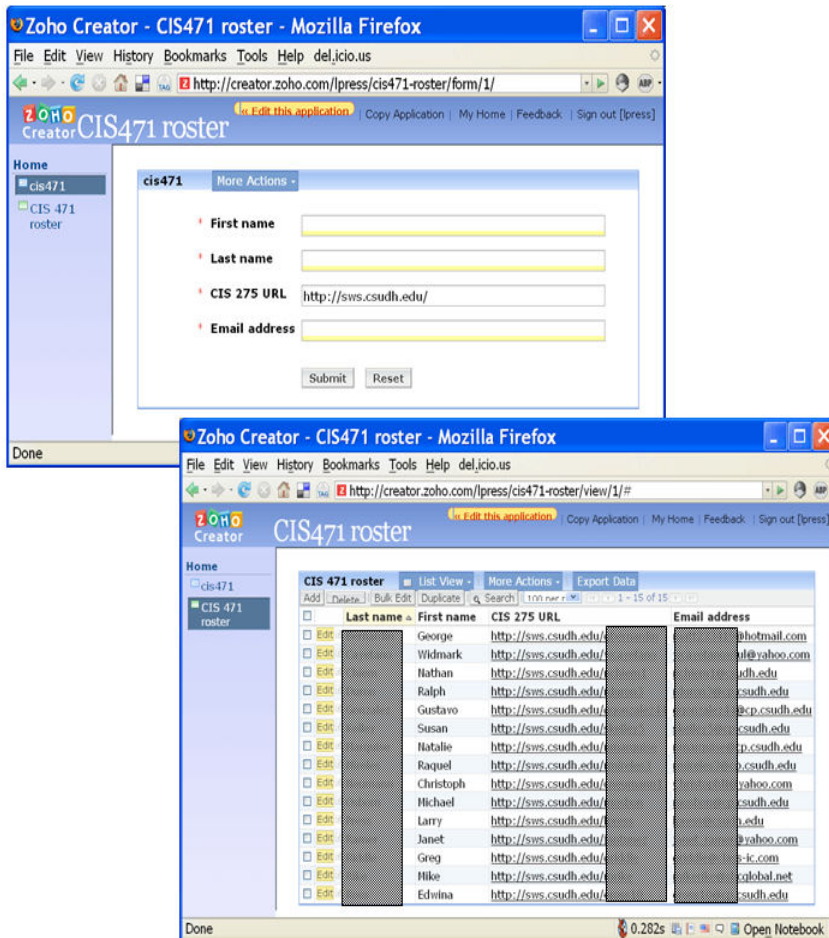 Zoho Creator - CIS471 roster - Mozilla Firefox
File Edit View History Bookmarks Tools Help del.icio.us
http://creator.zoho.com/lpress/cis471-roster/form/1/
ZOHO Creator CIS471 roster
« Edit this application | Copy Application | My Home | Feedback | Sign out [lpress]
Home
cis471
CIS 471 roster
cis471 More Actions
* First name
* Last name
* CIS 275 URL http://sws.csudh.edu/
* Email address
Submit Reset
Done
Zoho Creator - CIS471 roster - Mozilla Firefox
File Edit View History Bookmarks Tools Help del.icio.us
http://creator.zoho.com/lpress/cis471-roster/view/1/#
ZOHO Creator CIS471 roster
« Edit this application | Copy Application | My Home | Feedback | Sign out [lpress]
Home
cis471
CIS 471 roster
CIS 471 roster List View More Actions Export Data
Add Delete Bulk Edit Duplicate Search 100 per 1 - 15 of 15
Last name First name CIS 275 URL Email address
Edit George http://sws.csudh.edu/ @hotmail.com
Edit Widmark http://sws.csudh.edu/ ul@yahoo.com
Edit Nathan http://sws.csudh.edu/ udh.edu
Edit Ralph http://sws.csudh.edu/ csudh.edu
Edit Gustavo http://sws.csudh.edu/ @cp.csudh.edu
Edit Susan http://sws.csudh.edu/ csudh.edu
Edit Natalie http://sws.csudh.edu/ cp.csudh.edu
Edit Raquel http://sws.csudh.edu/ p.csudh.edu
Edit Christoph http://sws.csudh.edu/ yahoo.com
Edit Michael http://sws.csudh.edu/ csudh.edu
Edit Larry http://sws.csudh.edu/ h.edu
Edit Janet http://sws.csudh.edu/ @yahoo.com
Edit Greg http://sws.csudh.edu/ s-ic.com
Edit Mike http://sws.csudh.edu/ cglobal.net
Edit Edwina http://sws.csudh.edu/ csudh.edu
Done 0.282s Open Notebook